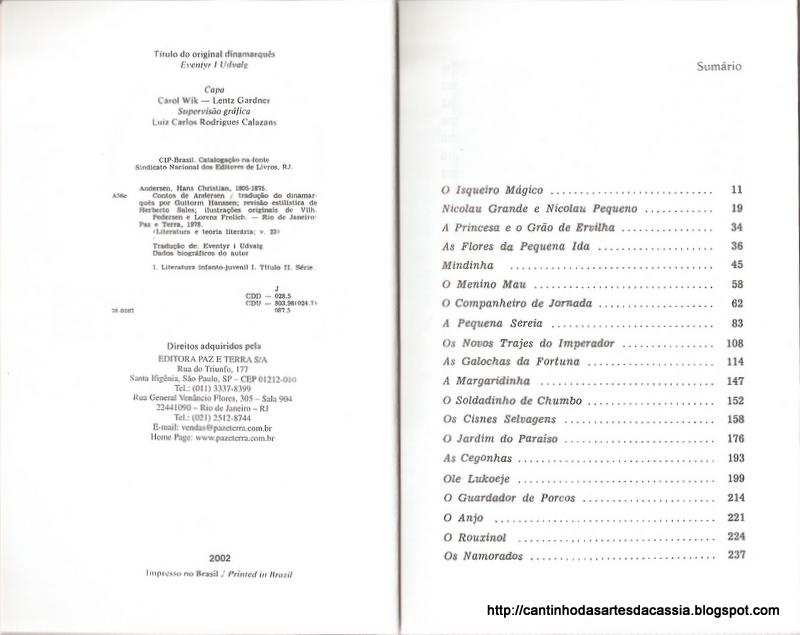 Título do original dinamarquês
Eventyr I Udvalg
Capa
Carol Wik — Lentz Gardner
Supervisão gráfica
Luiz Carlos Rodrigues Calazans
CIP-Brasil. Catalogação na-fonte
Sindicato Nacional dos Editores de Livros, RJ.
Andersen, Hans Christian, 1805-1875.
A546c Contos de Andersen / tradução do dinamar-
quês por Guttorm Hanssen; revisão estilística de
Herberto Sales; ilustrações originais de Vilh.
Pedersen e Lorenz Frolich. — Rio de Janeiro:
Paz e Terra, 1978.
(Literatura e teoria literária; v. 23)
Tradução de: Eventyr i Udvalg
Dados biográficos do autor
1. Literatura infanto-juvenil I. Título II. Série.
J
CDD — 028.5
CDU — 803.98(024.7)
78-0007 087.5
Direitos adquiridos pela
EDITORA PAZ E TERRA S/A
Rua do Triunfo, 177
Santa Ifigênia, São Paulo, SP – CEP 01212-010
Tel.: (011) 3337-8399
Rua General Venâncio Flores, 305 – Sala 904
22441090 – Rio de Janeiro – RJ
Tel.: (021) 2512-8744
E-mail: vendas@pazeterra.com.br
Home Page: www.pazeterra.com.br
2002
Impresso no Brasil / Printed in Brazil
Sumário
O Isqueiro Mágico .......................... 11
Nicolau Grande e Nicolau Pequeno ........... 19
A Princesa e o Grão de Ervilha ............... 34
As Flores da Pequena Ida ................... 36
Mindinha ................................ 45
O Menino Mau .............................. 58
O Companheiro de Jornada ................... 62
A Pequena Sereia .......................... 83
Os Novos Trajes do Imperador ............... 108
As Galochas da Fortuna ..................... 114
A Margaridinha ............................ 147
O Soldadinho de Chumbo ..................... 152
Os Cisnes Selvagens ........................ 158
O Jardim do Paraíso ......................... 176
As Cegonhas ................................ 193
Ole Lukoeje ................................ 199
O Guardador de Porcos ...................... 214
O Anjo .................................... 221
O Rouxinol ................................ 224
Os Namorados .............................. 237
http://cantinhodasartesdacassia.blogspot.com